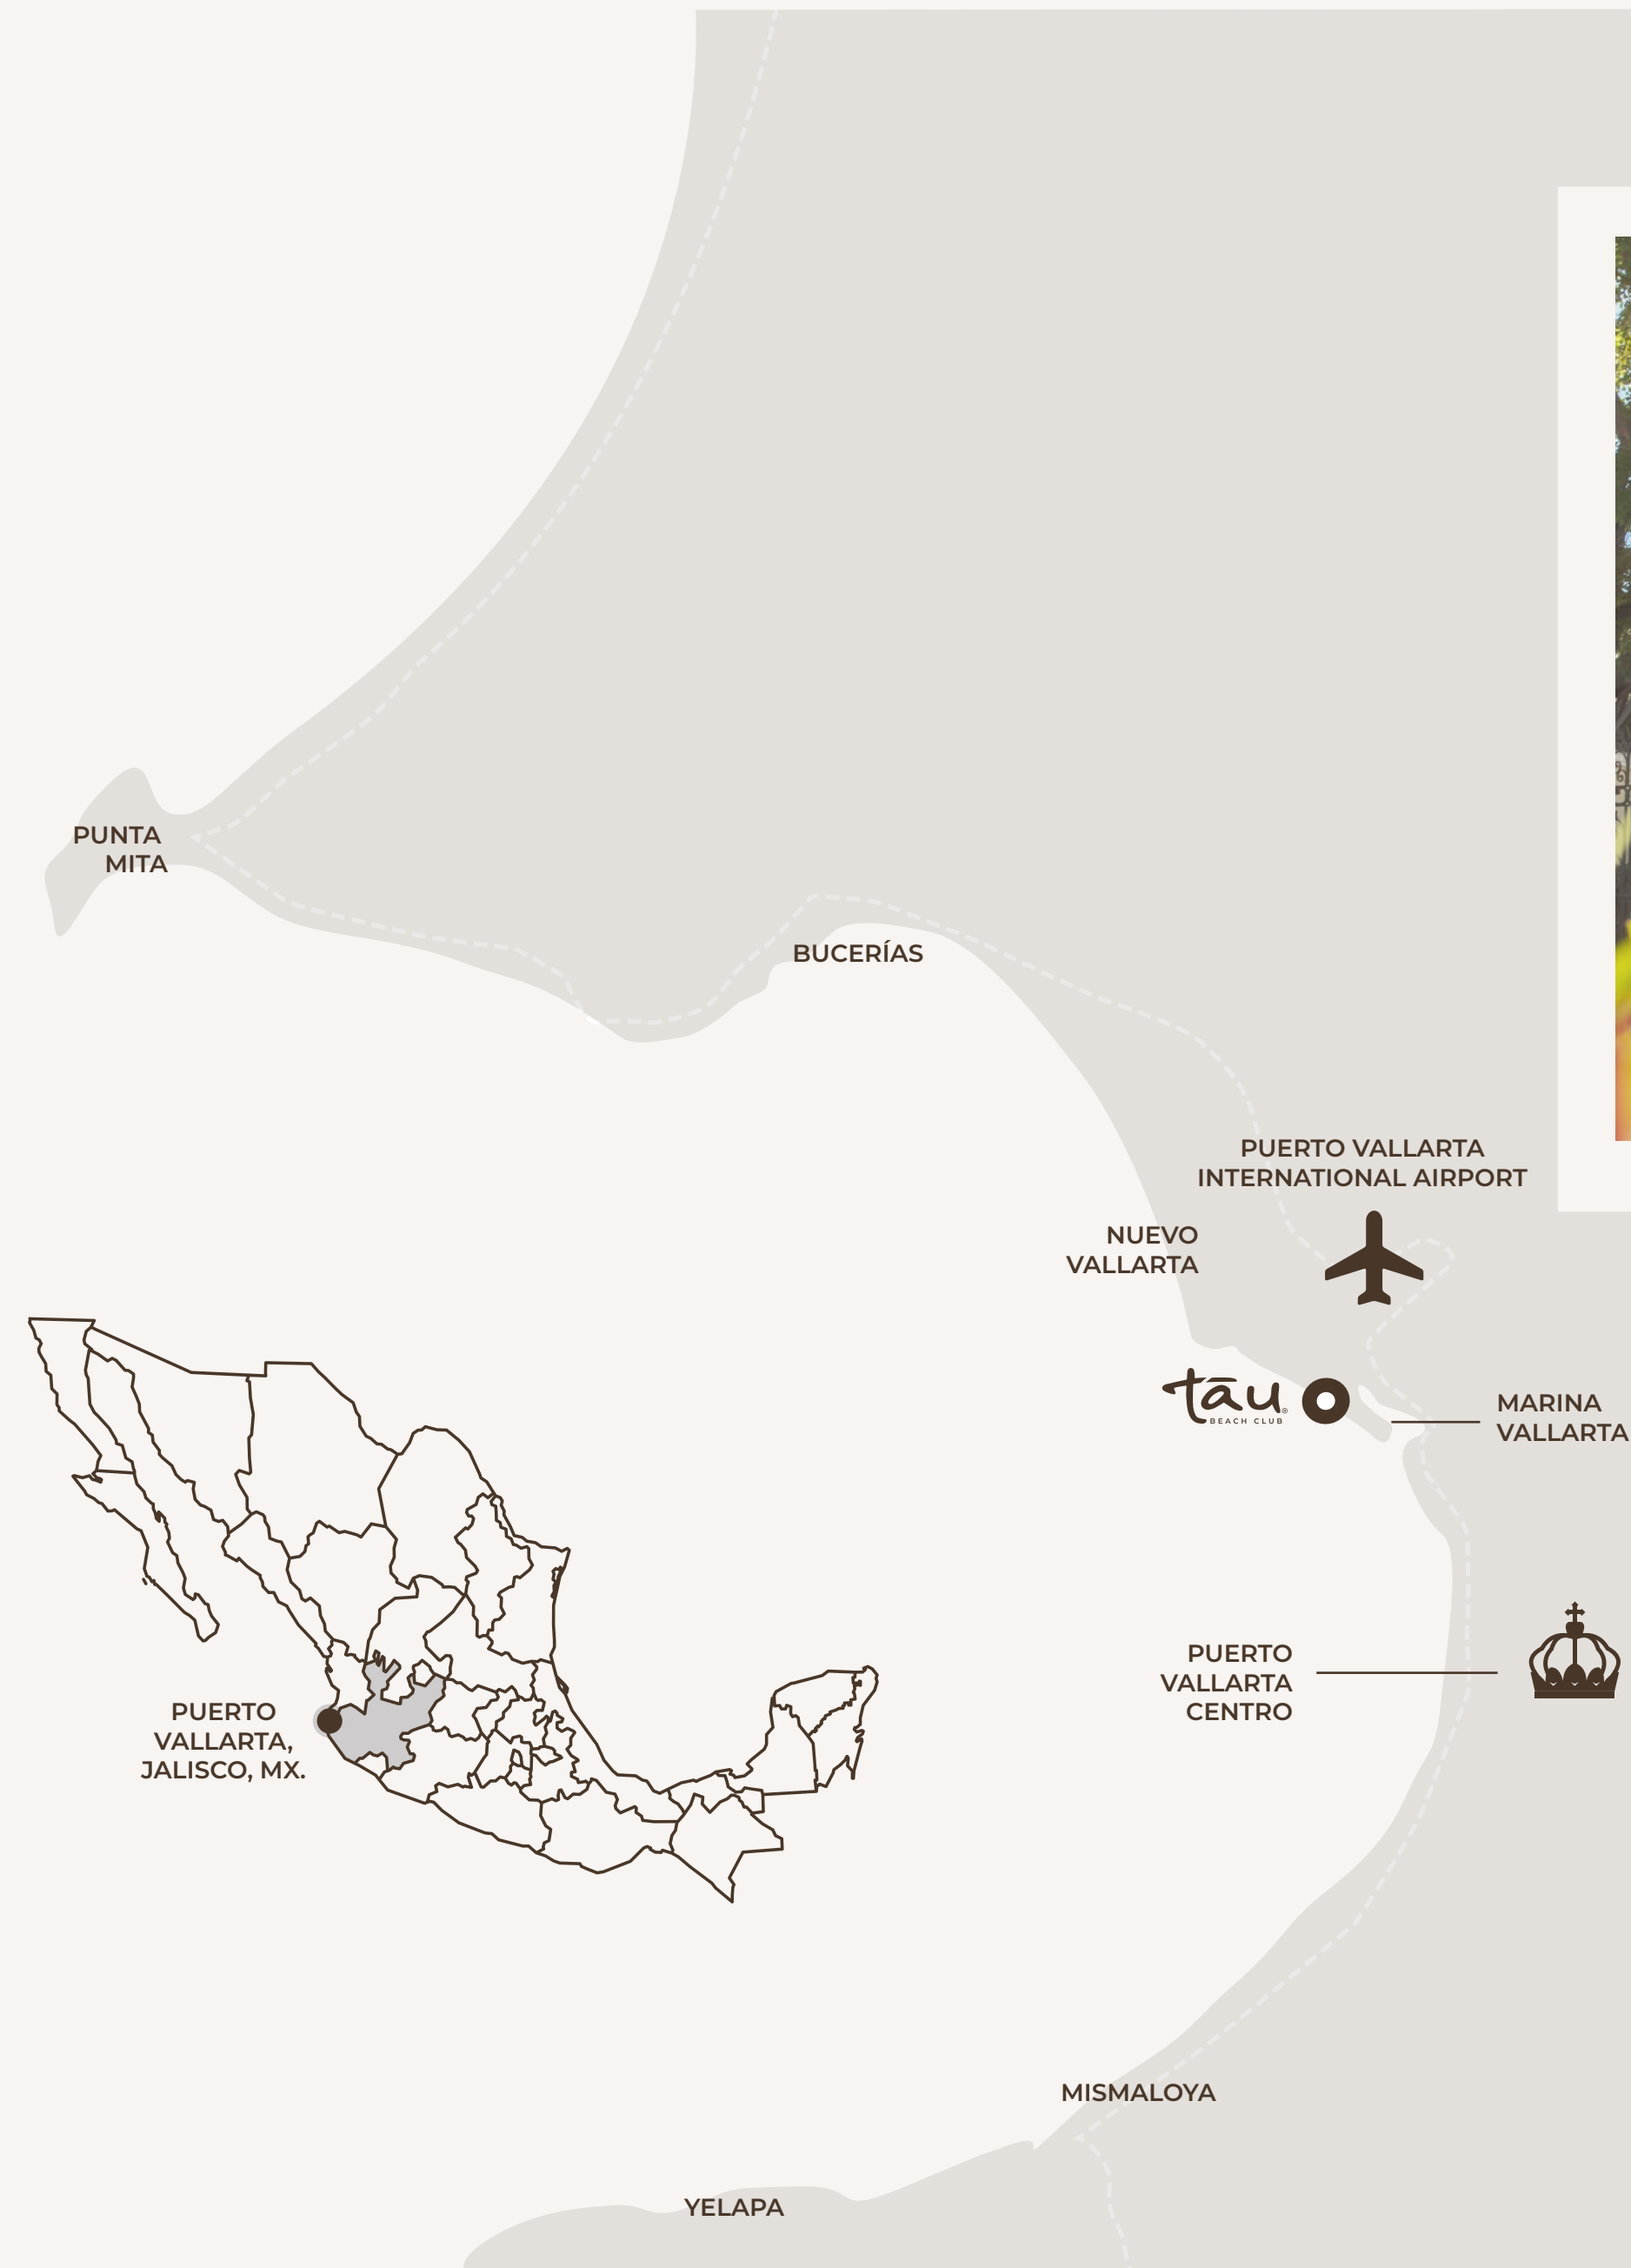 PUNTA
MITA
BUCERÍAS
PUERTO VALLARTA
INTERNATIONAL AIRPORT
NUEVO
VALLARTA
tau®
BEACH CLUB
MARINA
VALLARTA
PUERTO
VALLARTA
CENTRO
PUERTO
VALLARTA,
JALISCO, MX.
MISMALOYA
YELAPA